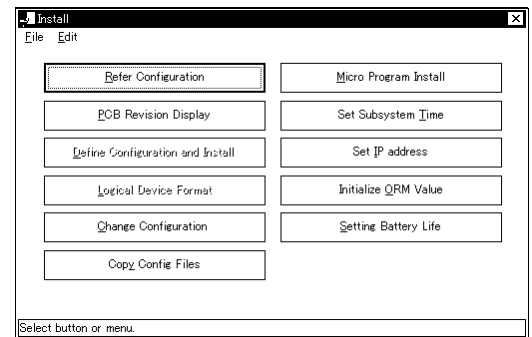 Install
File Edit
Refer Configuration
PCB Revision Display
Define Configuration and Install
Logical Device Format
Change Configuration
Copy Config Files
Micro Program Install
Set Subsystem Time
Set IP address
Initialize ORM Value
Setting Battery Life
Select button or menu.